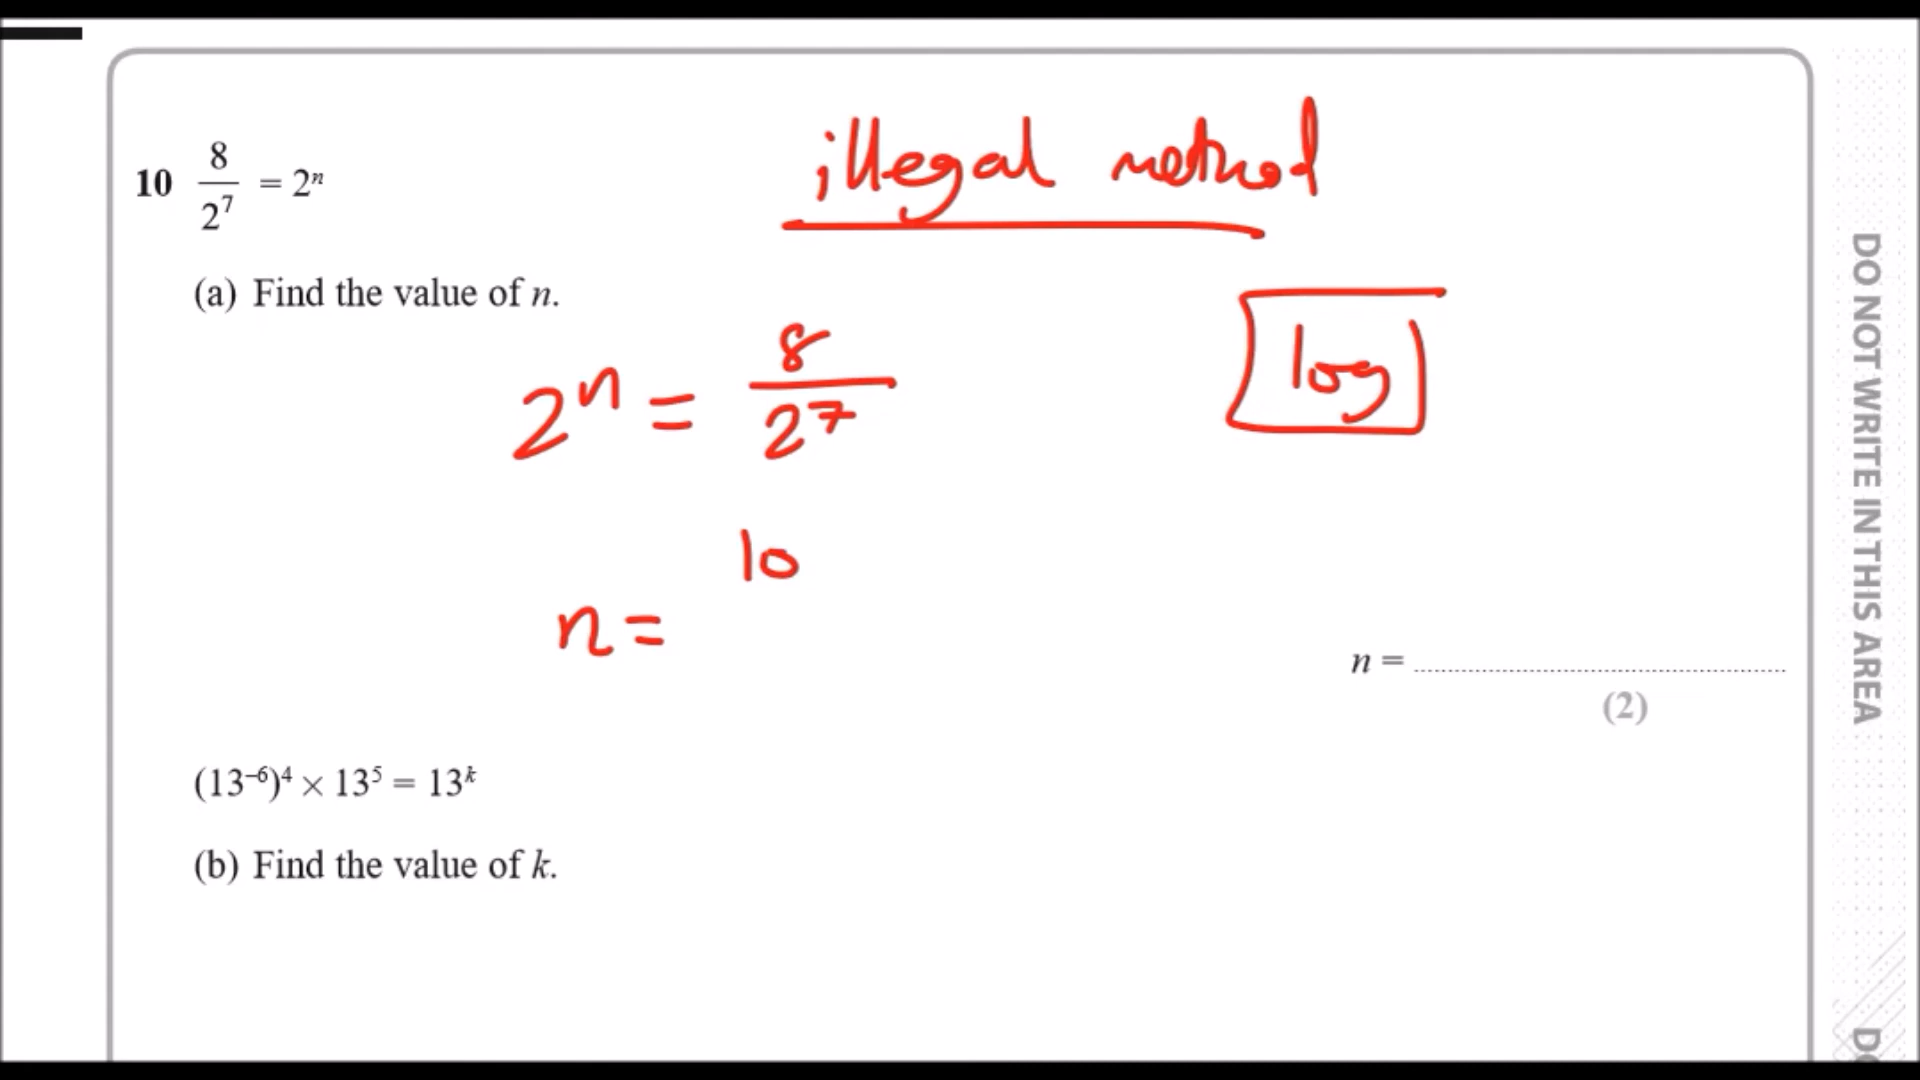 illegal method
10 8/2⁷ = 2ⁿ
(a) Find the value of n.
log
2ⁿ = 8/2⁷
10
n =
n =
(2)
(13⁻⁶)⁴ × 13⁵ = 13ᵏ
(b) Find the value of k.
DO NOT WRITE IN THIS AREA